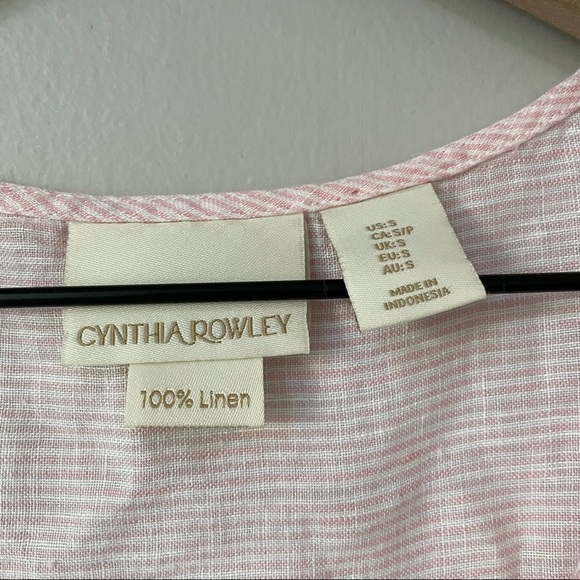 CYNTHIA ROWLEY
100% Linen
US: S
CA: S/P
UK: S
EU: S
AU: S
MADE IN
INDONESIA